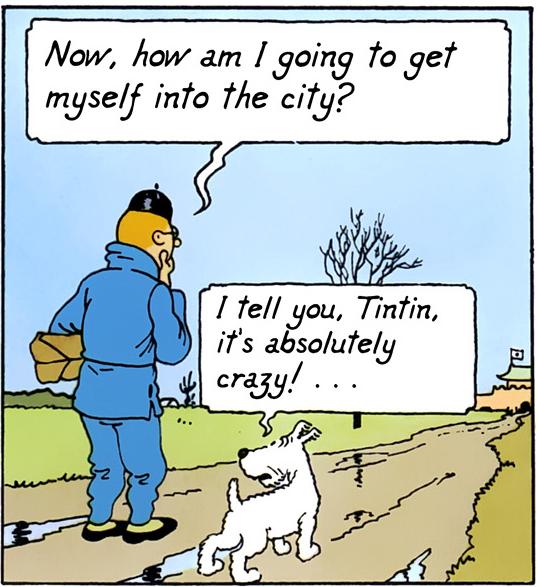 Now, how am I going to get
myself into the city?
I tell you, Tintin,
it's absolutely
crazy! . . .